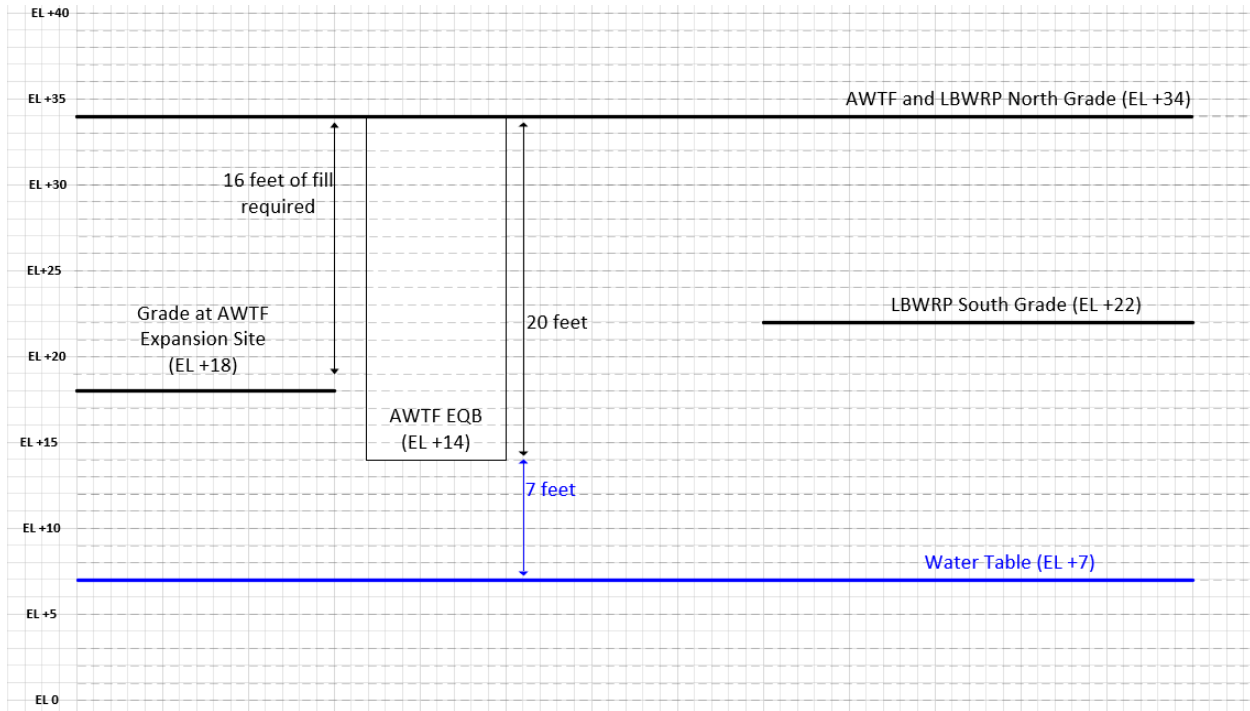 EL +40
EL +35
AWTF and LBWRP North Grade (EL +34)
EL +30
16 feet of fill
required
EL+25
Grade at AWTF
Expansion Site
(EL +18)
LBWRP South Grade (EL +22)
20 feet
EL +20
AWTF EQB
(EL +14)
EL +15
7 feet
EL +10
Water Table (EL +7)
EL +5
EL 0